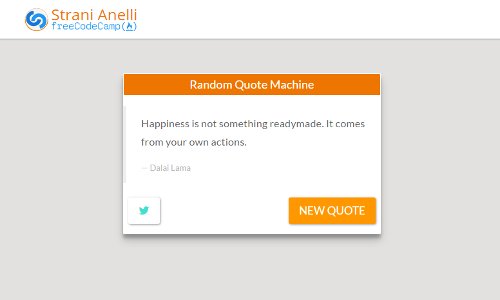 Strani Anelli
freeCodeCamp(🔥)
Random Quote Machine
Happiness is not something readymade. It comes
from your own actions.
— Dalai Lama
NEW QUOTE